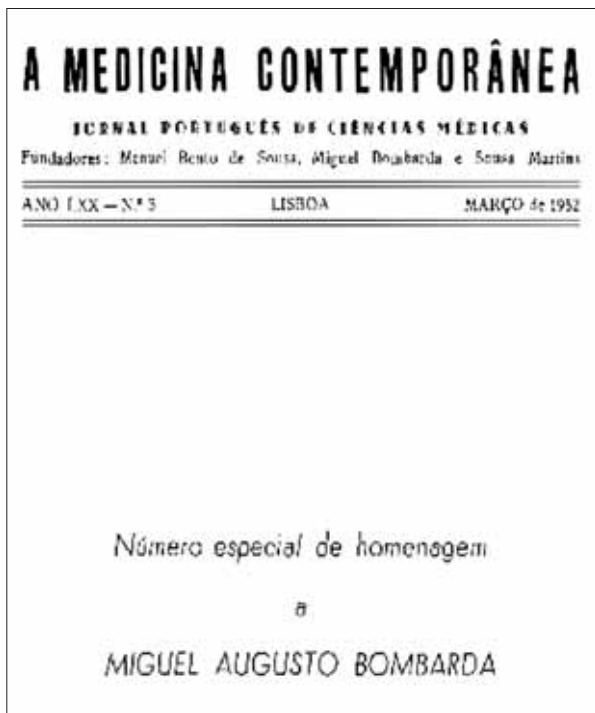 A MEDICINA CONTEMPORÂNEA
JORNAL PORTUGUÊS DE CIÊNCIAS MÉDICAS
Fundadores: Manuel Bento de Sousa, Miguel Bombarda e Sousa Martins
ANO LXX — N.º 3 LISBOA MARÇO de 1952
Número especial de homenagem
a
MIGUEL AUGUSTO BOMBARDA